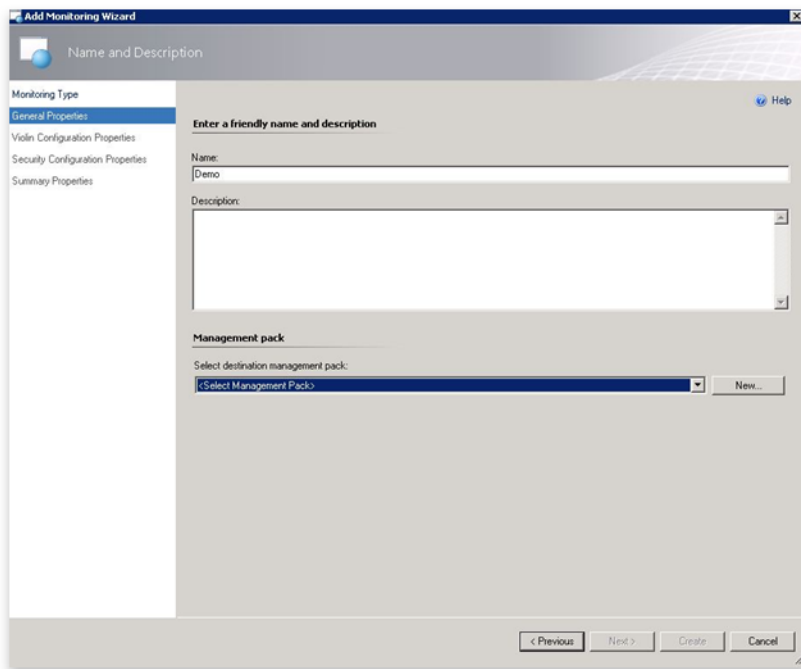 Add Monitoring Wizard
Name and Description
Monitoring Type
General Properties
Violin Configuration Properties
Security Configuration Properties
Summary Properties
Help
Enter a friendly name and description
Name:
Demo
Description:
Management pack
Select destination management pack:
<Select Management Pack>
New...
< Previous
Next >
Create
Cancel